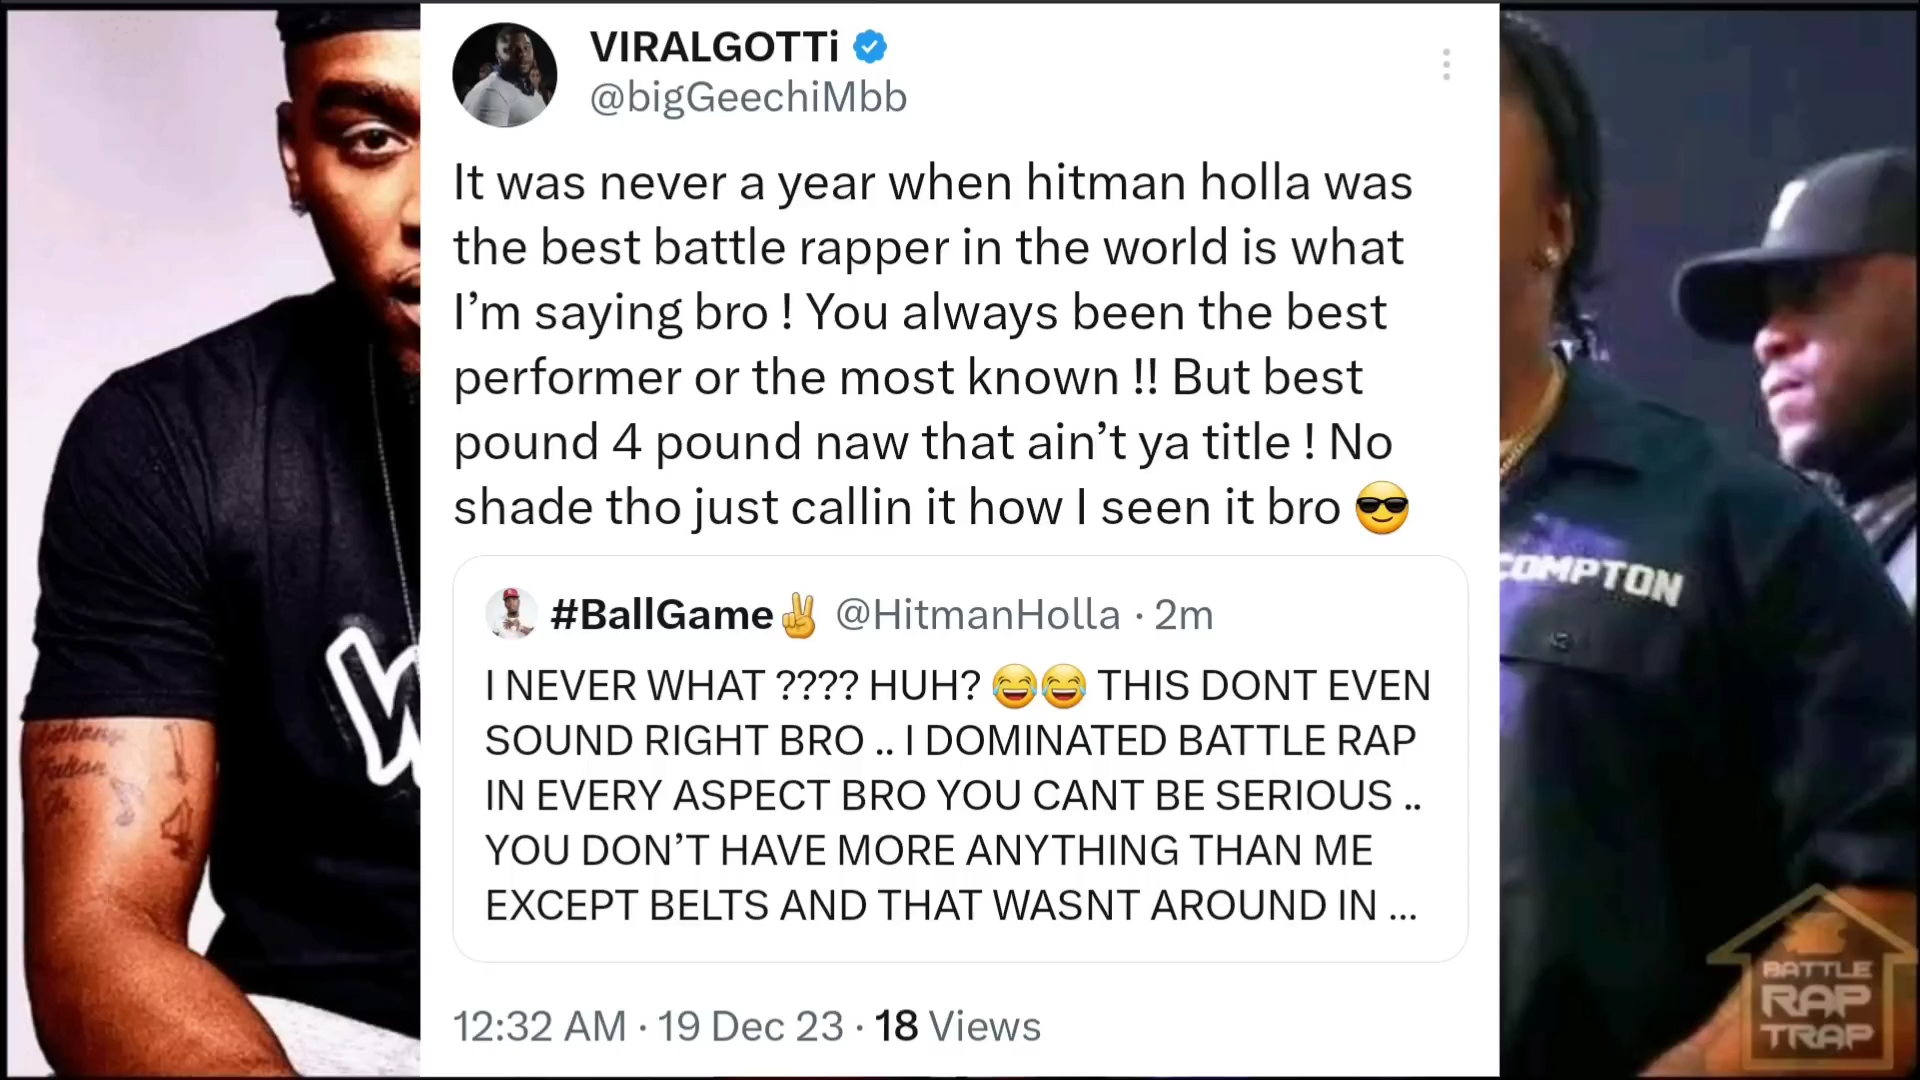 VIRALGOTTi
@bigGeechiMbb
It was never a year when hitman holla was
the best battle rapper in the world is what
I'm saying bro ! You always been the best
performer or the most known !! But best
pound 4 pound naw that ain't ya title ! No
shade tho just callin it how I seen it bro 😎
#BallGame✌️ @HitmanHolla · 2m
I NEVER WHAT ???? HUH? 😂😂 THIS DONT EVEN
SOUND RIGHT BRO .. I DOMINATED BATTLE RAP
IN EVERY ASPECT BRO YOU CANT BE SERIOUS ..
YOU DON'T HAVE MORE ANYTHING THAN ME
EXCEPT BELTS AND THAT WASNT AROUND IN ...
12:32 AM · 19 Dec 23 · 18 Views
COMPTON
BATTLE
RAP
TRAP